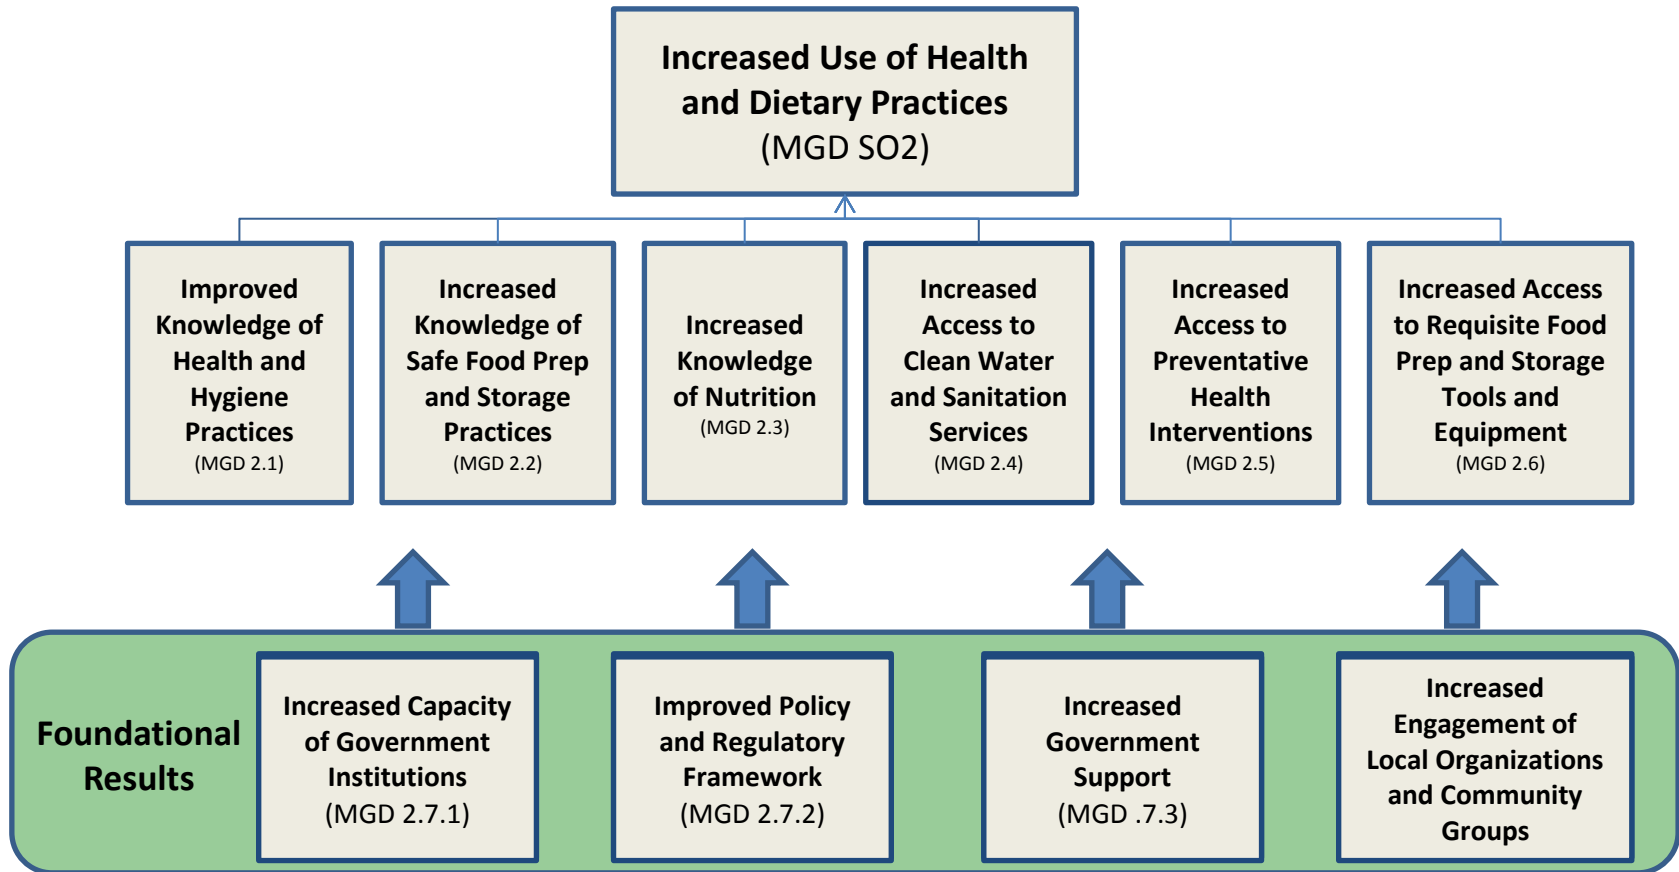 Increased Use of Health
and Dietary Practices
(MGD SO2)
Improved
Knowledge of
Health and
Hygiene
Practices
(MGD 2.1)
Increased
Knowledge of
Safe Food Prep
and Storage
Practices
(MGD 2.2)
Increased
Knowledge
of Nutrition
(MGD 2.3)
Increased
Access to
Clean Water
and Sanitation
Services
(MGD 2.4)
Increased
Access to
Preventative
Health
Interventions
(MGD 2.5)
Increased Access
to Requisite Food
Prep and Storage
Tools and
Equipment
(MGD 2.6)
Foundational
Results
Increased Capacity
of Government
Institutions
(MGD 2.7.1)
Improved Policy
and Regulatory
Framework
(MGD 2.7.2)
Increased
Government
Support
(MGD .7.3)
Increased
Engagement of
Local Organizations
and Community
Groups